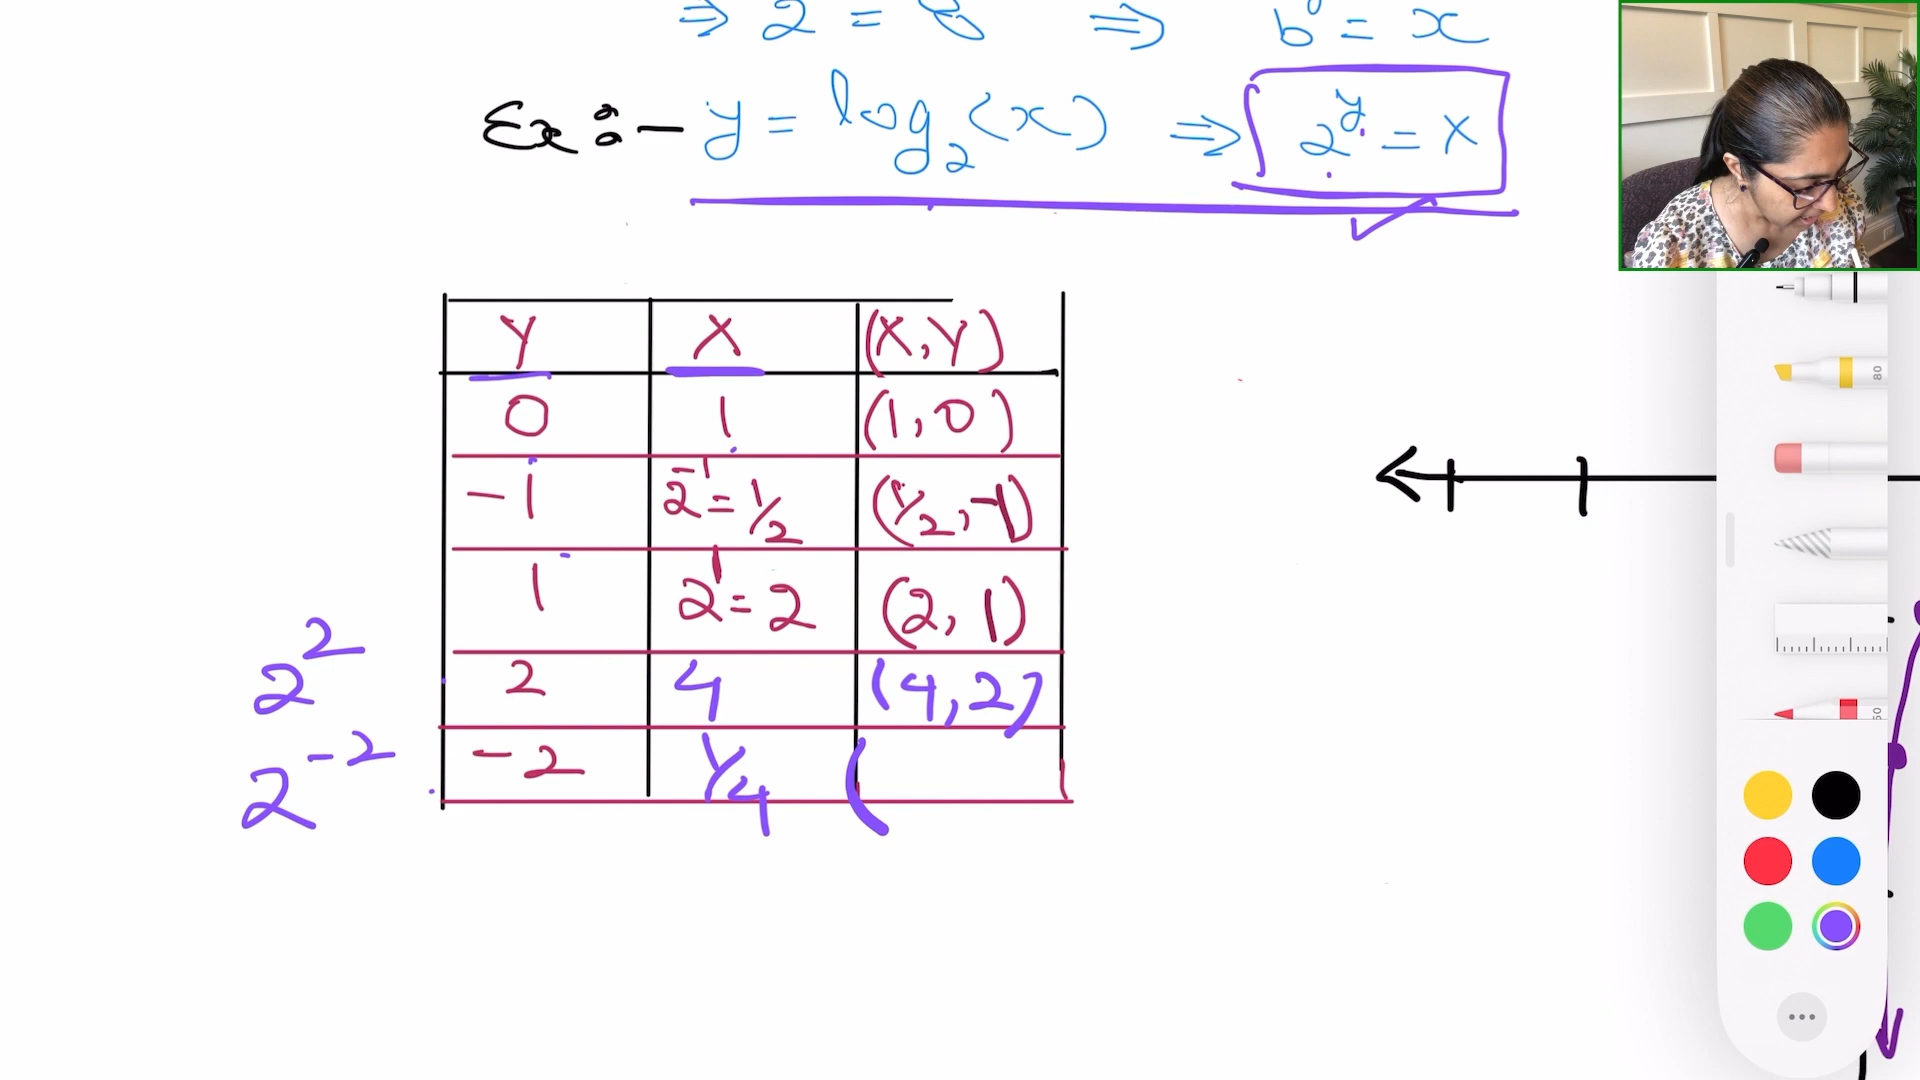 ⇒ 2 = 8 ⇒ b = x
Ex :- y = log₂(x) ⇒ 2^y = x
Y X (X,Y)
0 1 (1,0)
-1 2^-1 = 1/2 (1/2,-1)
1 2^1 = 2 (2,1)
2^2 2 4 (4,2)
2^-2 -2 1/4 (
80
50